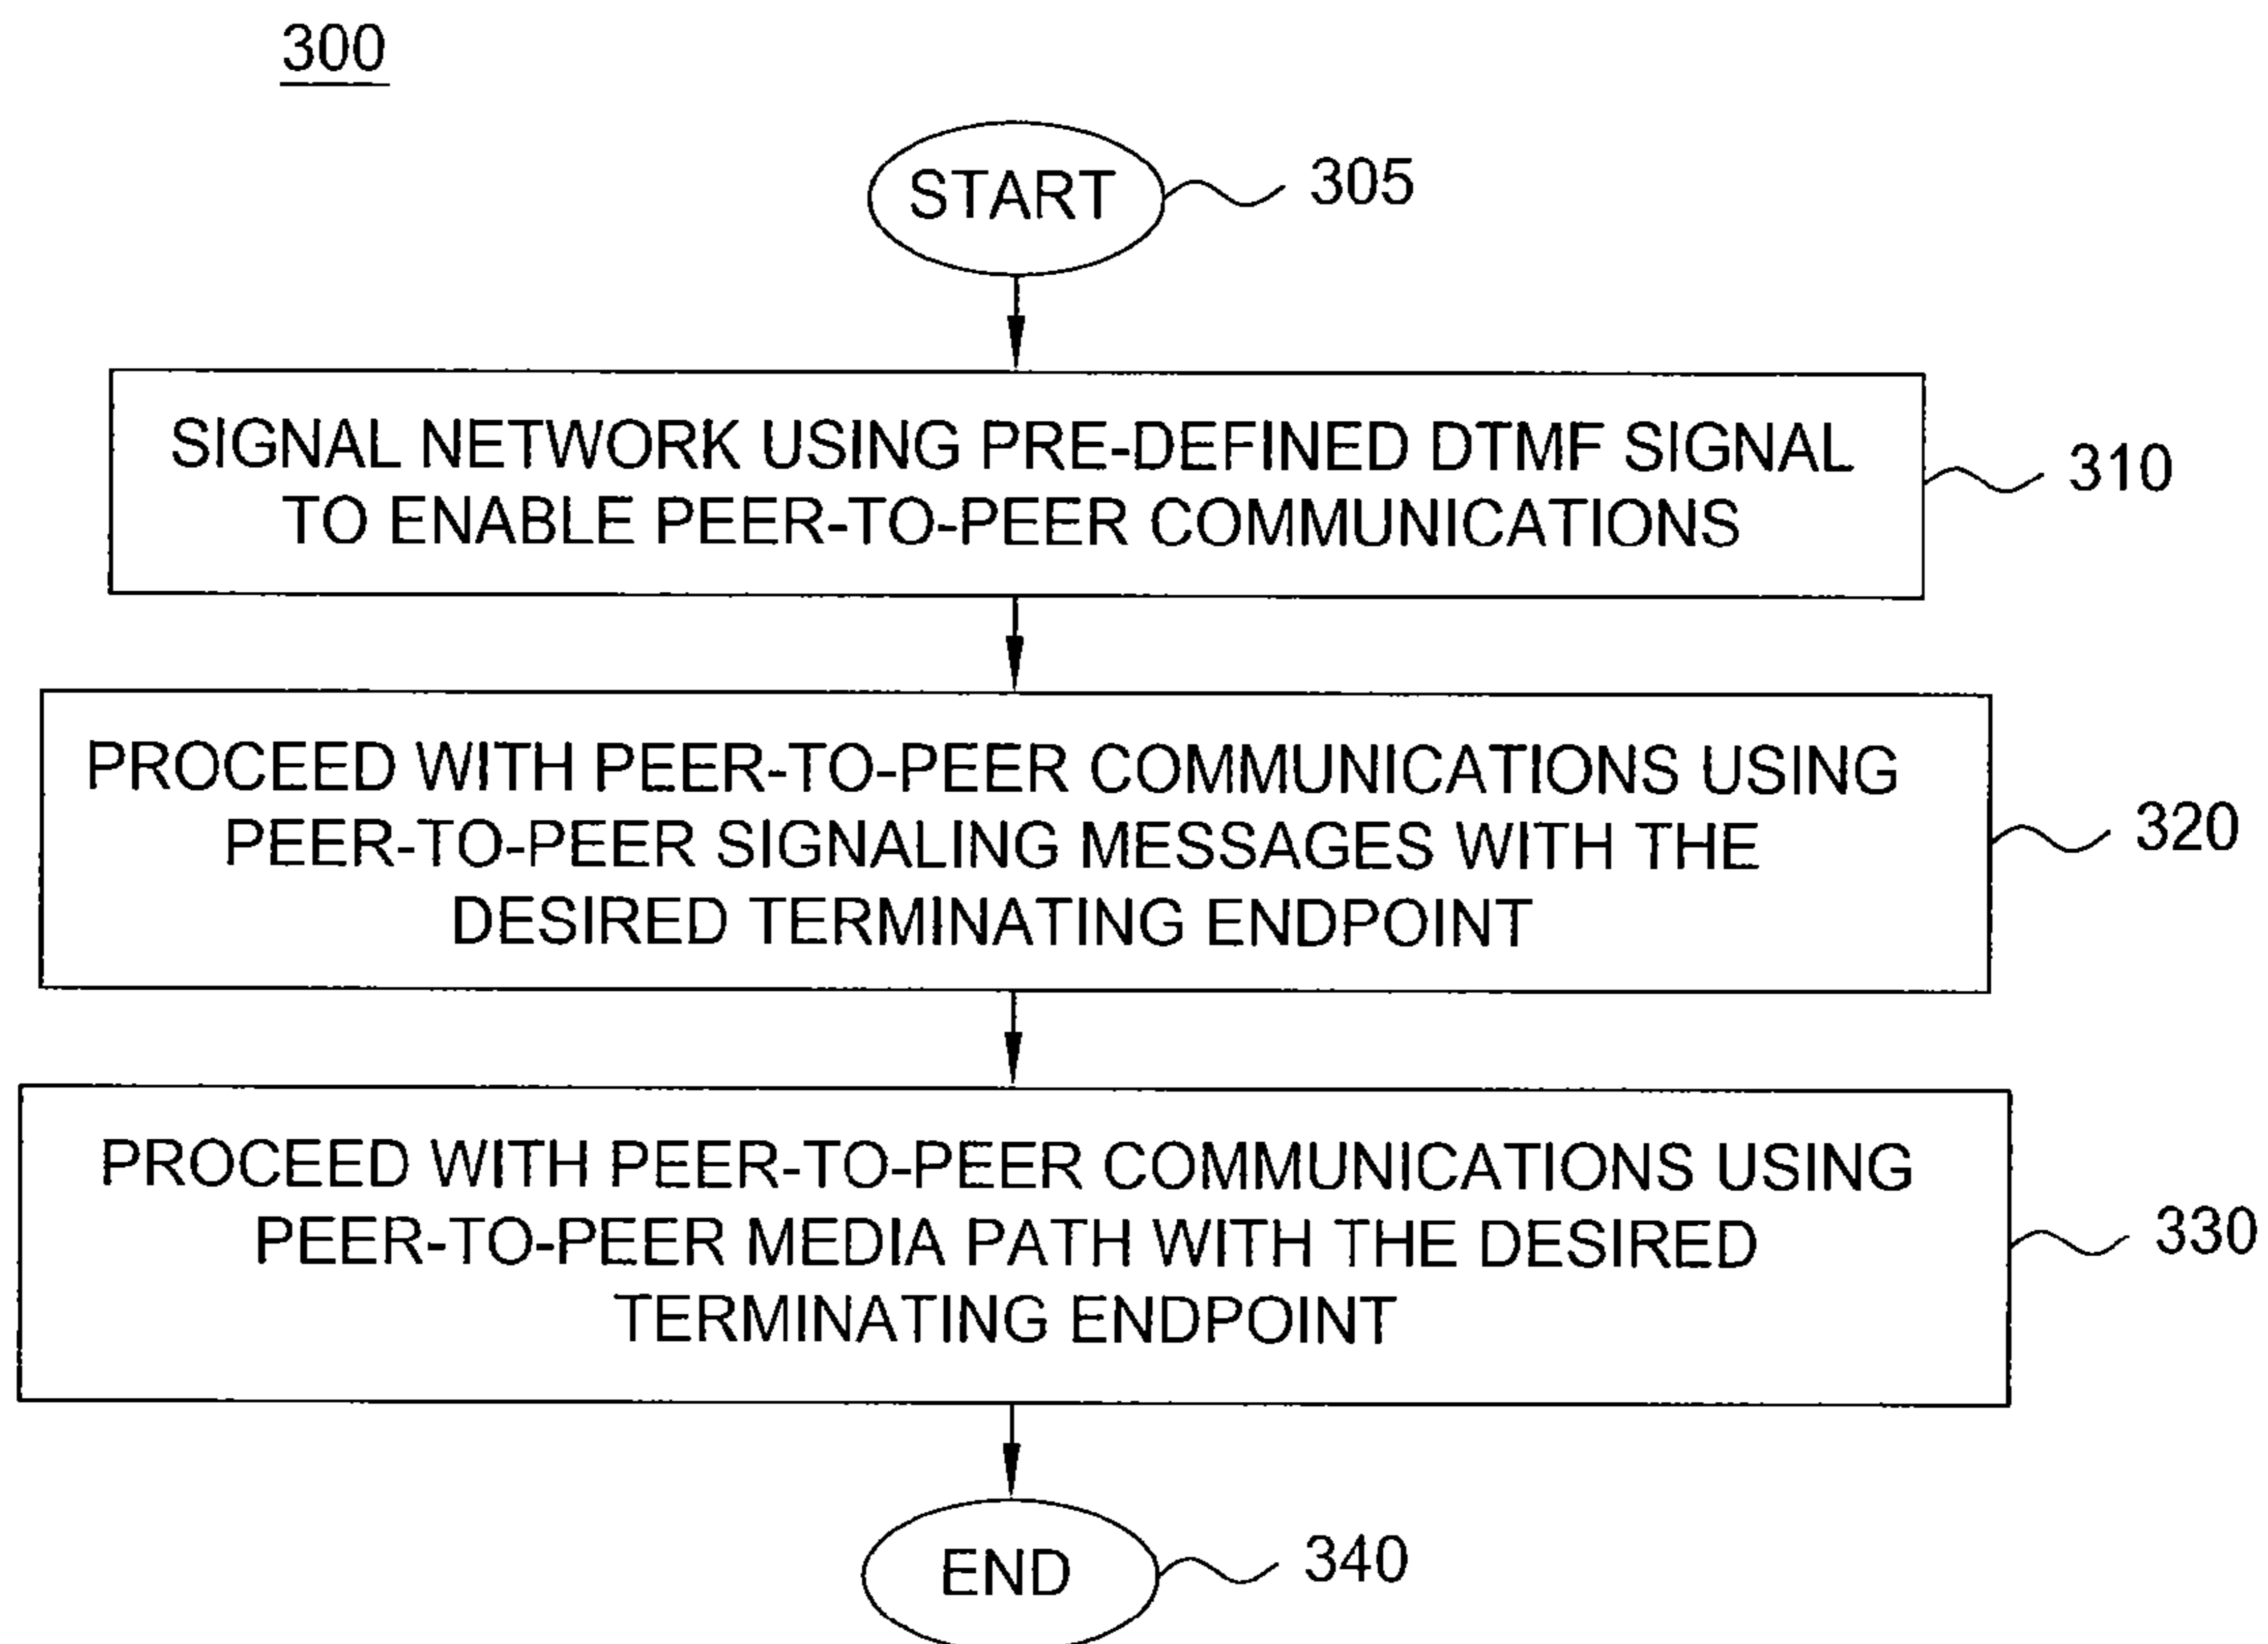 300
START
305
SIGNAL NETWORK USING PRE-DEFINED DTMF SIGNAL
TO ENABLE PEER-TO-PEER COMMUNICATIONS
310
PROCEED WITH PEER-TO-PEER COMMUNICATIONS USING
PEER-TO-PEER SIGNALING MESSAGES WITH THE
DESIRED TERMINATING ENDPOINT
320
PROCEED WITH PEER-TO-PEER COMMUNICATIONS USING
PEER-TO-PEER MEDIA PATH WITH THE DESIRED
TERMINATING ENDPOINT
330
END
340